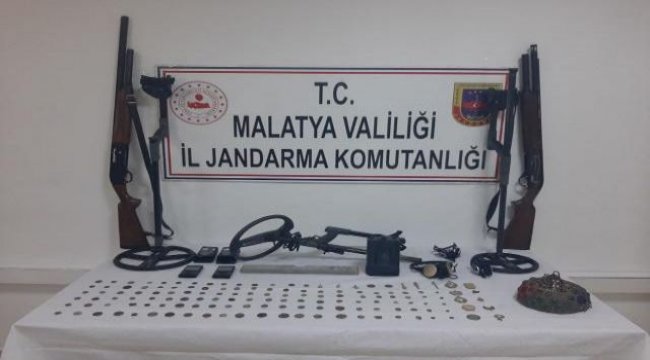 T.C.
MALATYA VALİLİĞİ
İL JANDARMA KOMUTANLIĞI